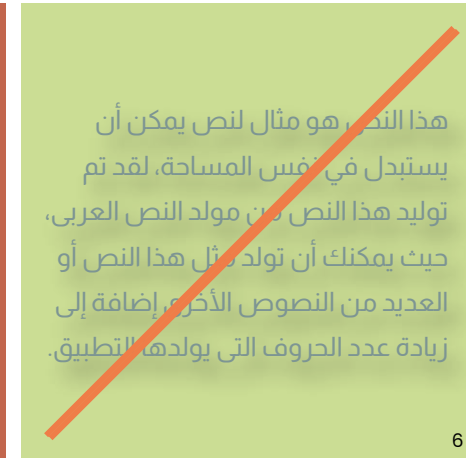 هذا النص هو مثال لنص يمكن أن
يستبدل في نفس المساحة، لقد تم
توليد هذا النص من مولد النص العربى،
حيث يمكنك أن تولد مثل هذا النص أو
العديد من النصوص الأخرى إضافة إلى
زيادة عدد الحروف التى يولدها التطبيق.
6